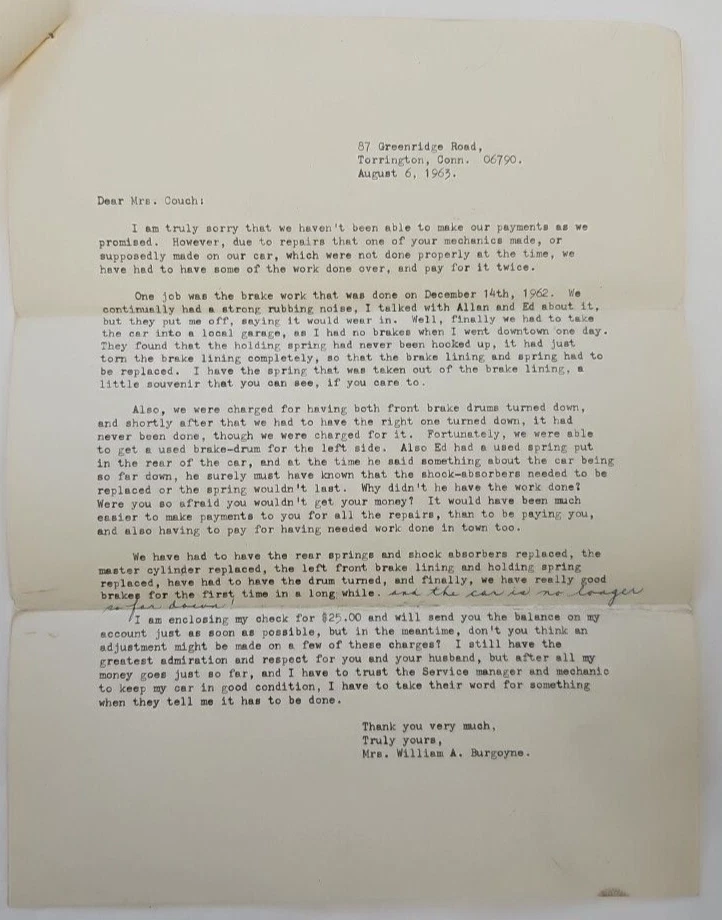 87 Greenridge Road,
Torrington, Conn. 06790.
August 6, 1963.
Dear Mrs. Couch:
I am truly sorry that we haven't been able to make our payments as we
promised. However, due to repairs that one of your mechanics made, or
supposedly made on our car, which were not done properly at the time, we
have had to have some of the work done over, and pay for it twice.
One job was the brake work that was done on December 14th, 1962. We
continually had a strong rubbing noise, I talked with Allan and Ed about it,
but they put me off, saying it would wear in. Well, finally we had to take
the car into a local garage, as I had no brakes when I went downtown one day.
They found that the holding spring had never been hooked up, it had just
torn the brake lining completely, so that the brake lining and spring had to
be replaced. I have the spring that was taken out of the brake lining, a
little souvenir that you can see, if you care to.
Also, we were charged for having both front brake drums turned down,
and shortly after that we had to have the right one turned down, it had
never been done, though we were charged for it. Fortunately, we were able
to get a used brake-drum for the left side. Also Ed had a used spring put
in the rear of the car, and at the time he said something about the car being
so far down, he surely must have known that the shock-absorbers needed to be
replaced or the spring wouldn't last. Why didn't he have the work done?
Were you so afraid you wouldn't get your money? It would have been much
easier to make payments to you for all the repairs, than to be paying you,
and also having to pay for having needed work done in town too.
We have had to have the rear springs and shock absorbers replaced, the
master cylinder replaced, the left front brake lining and holding spring
replaced, have had to have the drum turned, and finally, we have really good
brakes for the first time in a long while. and the car is no longer
so far down!
I am enclosing my check for $25.00 and will send you the balance on my
account just as soon as possible, but in the meantime, don't you think an
adjustment might be made on a few of these charges? I still have the
greatest admiration and respect for you and your husband, but after all my
money goes just so far, and I have to trust the Service manager and mechanic
to keep my car in good condition, I have to take their word for something
when they tell me it has to be done.
Thank you very much,
Truly yours,
Mrs. William A. Burgoyne.